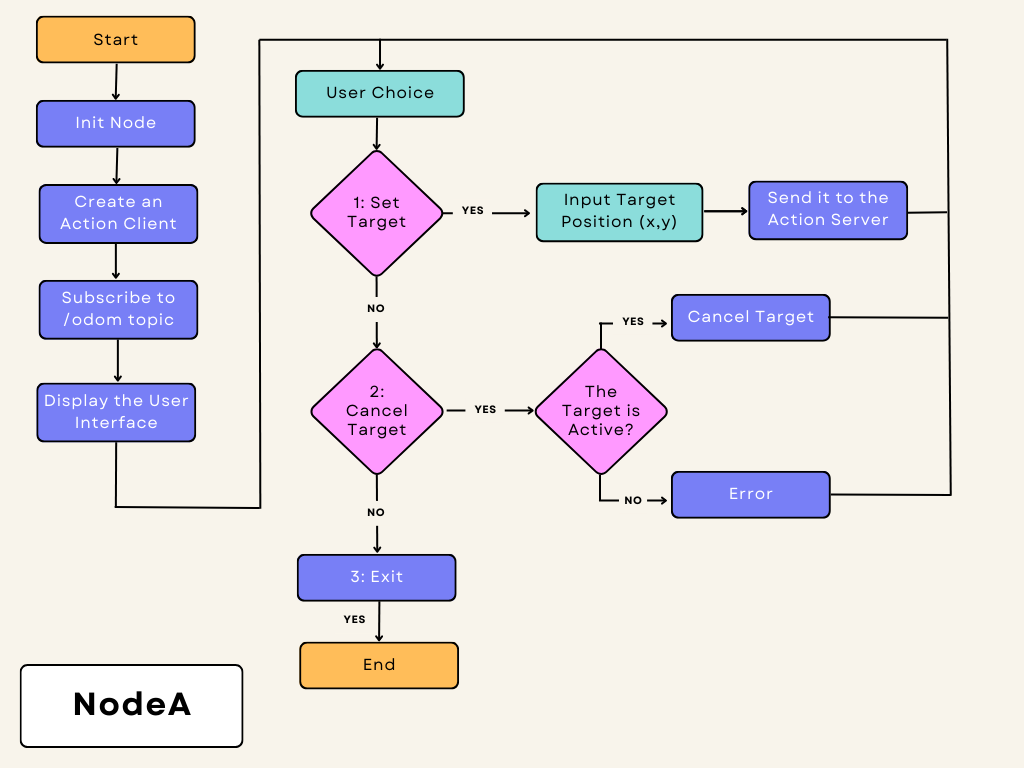 Start
Init Node
Create an
Action Client
Subscribe to
/odom topic
Display the User
Interface
User Choice
1: Set
Target
YES
Input Target
Position (x,y)
Send it to the
Action Server
NO
2:
Cancel
Target
YES
The
Target is
Active?
YES
Cancel Target
NO
Error
NO
3: Exit
YES
End
NodeA